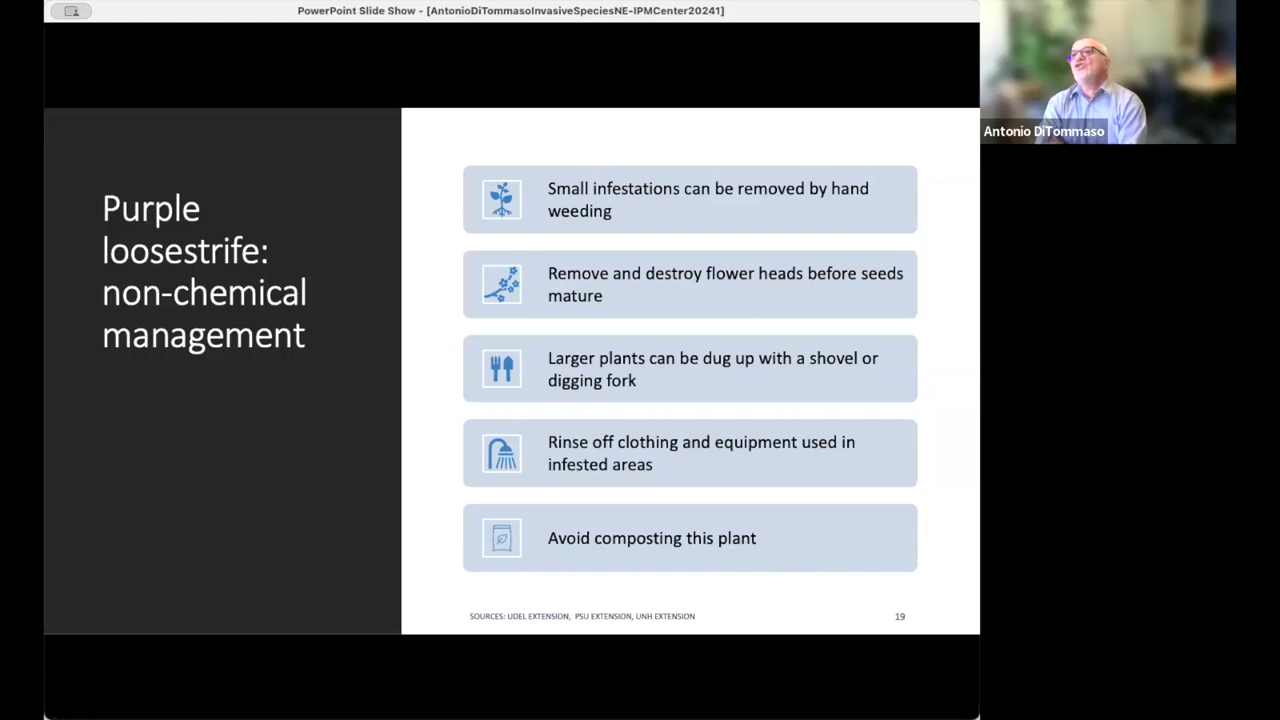 PowerPoint Slide Show - [AntonioDiTommasoInvasiveSpeciesNE-IPMCenter20241]
Antonio DiTommaso
Purple
loosestrife:
non-chemical
management
Small infestations can be removed by hand
weeding
Remove and destroy flower heads before seeds
mature
Larger plants can be dug up with a shovel or
digging fork
Rinse off clothing and equipment used in
infested areas
Avoid composting this plant
SOURCES: UDEL EXTENSION, PSU EXTENSION, UNH EXTENSION
19